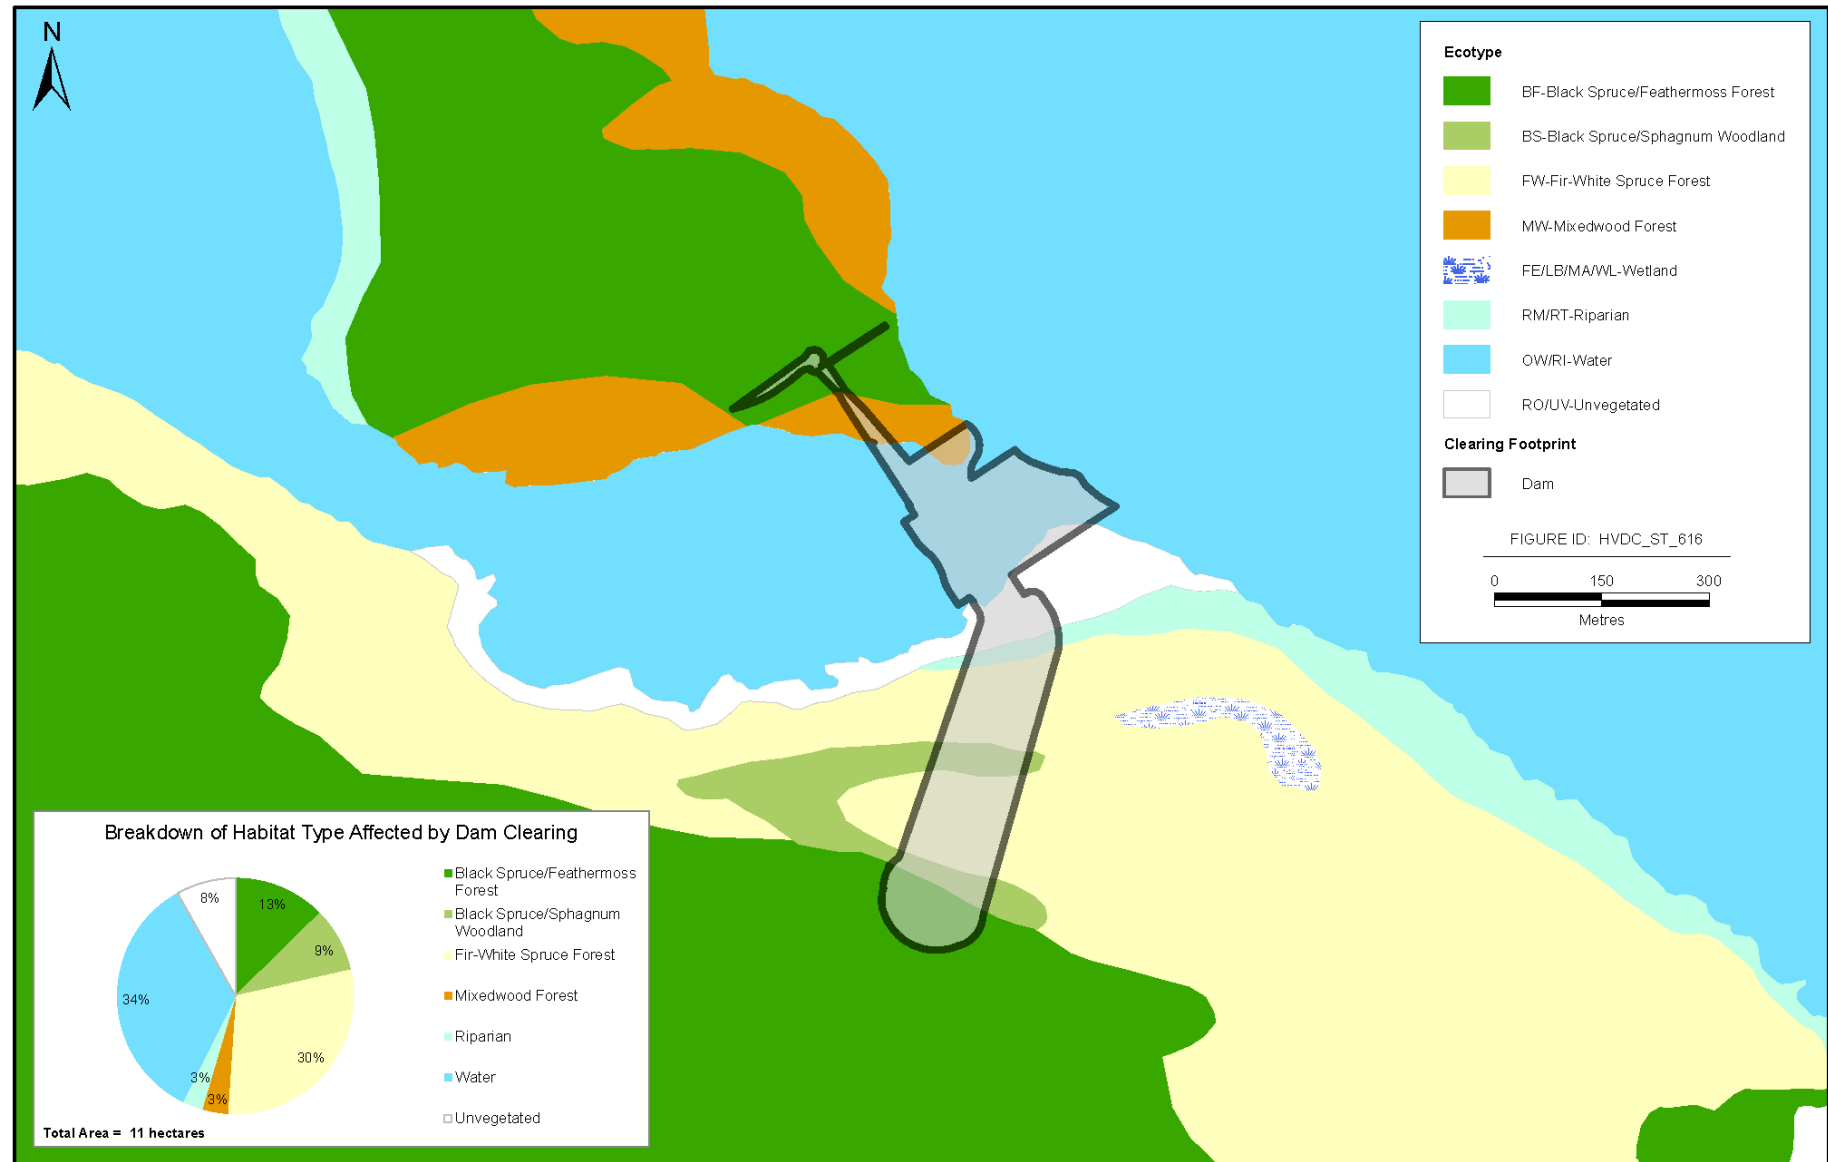 N
Ecotype
BF-Black Spruce/Feathermoss Forest
BS-Black Spruce/Sphagnum Woodland
FW-Fir-White Spruce Forest
MW-Mixedwood Forest
FE/LB/MA/WL-Wetland
RM/RT-Riparian
OW/RI-Water
RO/UV-Unvegetated
Clearing Footprint
Dam
FIGURE ID: HVDC_ST_616
0 150 300
Metres
Breakdown of Habitat Type Affected by Dam Clearing
8%
13%
9%
34%
30%
3%
3%
Black Spruce/Feathermoss
Forest
Black Spruce/Sphagnum
Woodland
Fir-White Spruce Forest
Mixedwood Forest
Riparian
Water
Unvegetated
Total Area = 11 hectares